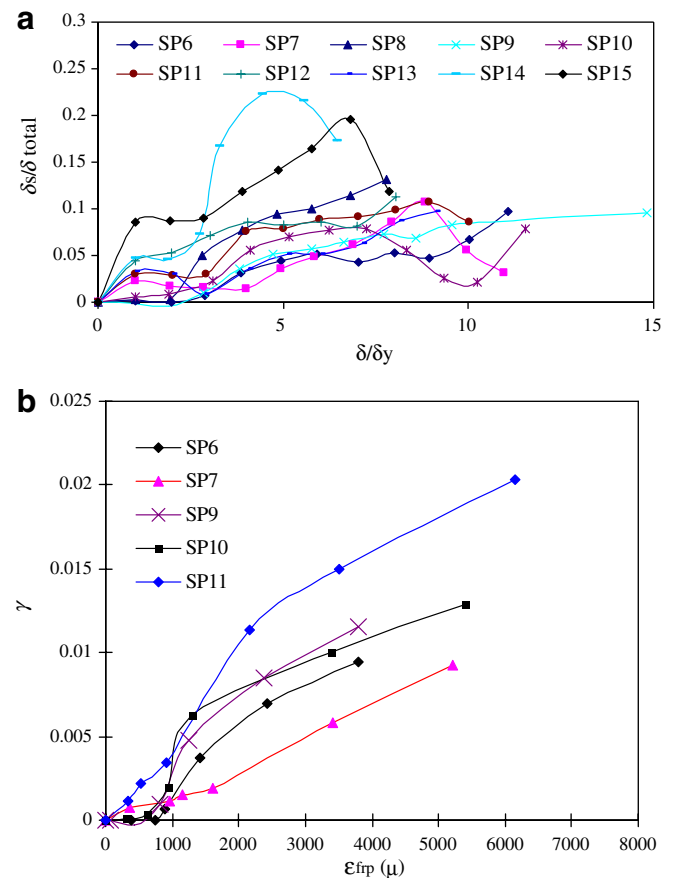 a
0.3
SP6 SP7 SP8 SP9 SP10
SP11 SP12 SP13 SP14 SP15
0.25
0.2
0.15
0.1
0.05
0
δs/δ total
0 5 10 15
δ/δy
b
0.025
SP6
SP7
SP9
SP10
SP11
0.02
0.015
0.01
0.005
0
γ
0 1000 2000 3000 4000 5000 6000 7000 8000
εfrp (μ)